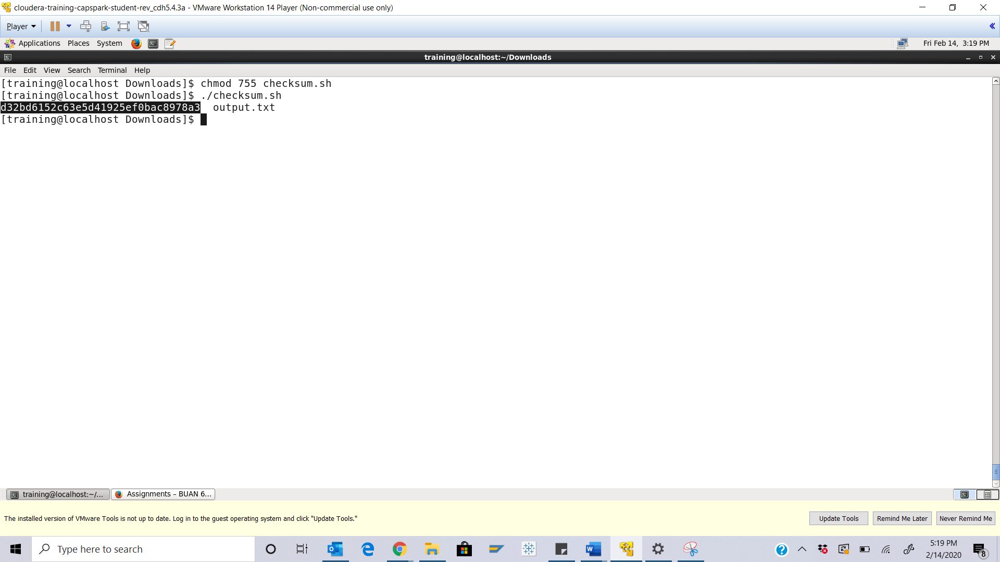 cloudera-training-capspark-student-rev_cdh5.4.3a - VMware Workstation 14 Player (Non-commercial use only)
Player
Applications Places System Fri Feb 14, 3:19 PM
training@localhost:~/Downloads
File Edit View Search Terminal Help
[training@localhost Downloads]$ chmod 755 checksum.sh
[training@localhost Downloads]$ ./checksum.sh
d32bd6152c63e5d41925ef0bac8978a3  output.txt
[training@localhost Downloads]$
training@localhost:~/... Assignments – BUAN 6...
The installed version of VMware Tools is not up to date. Log in to the guest operating system and click "Update Tools." Update Tools Remind Me Later Never Remind Me
Type here to search
5:19 PM
2/14/2020
8